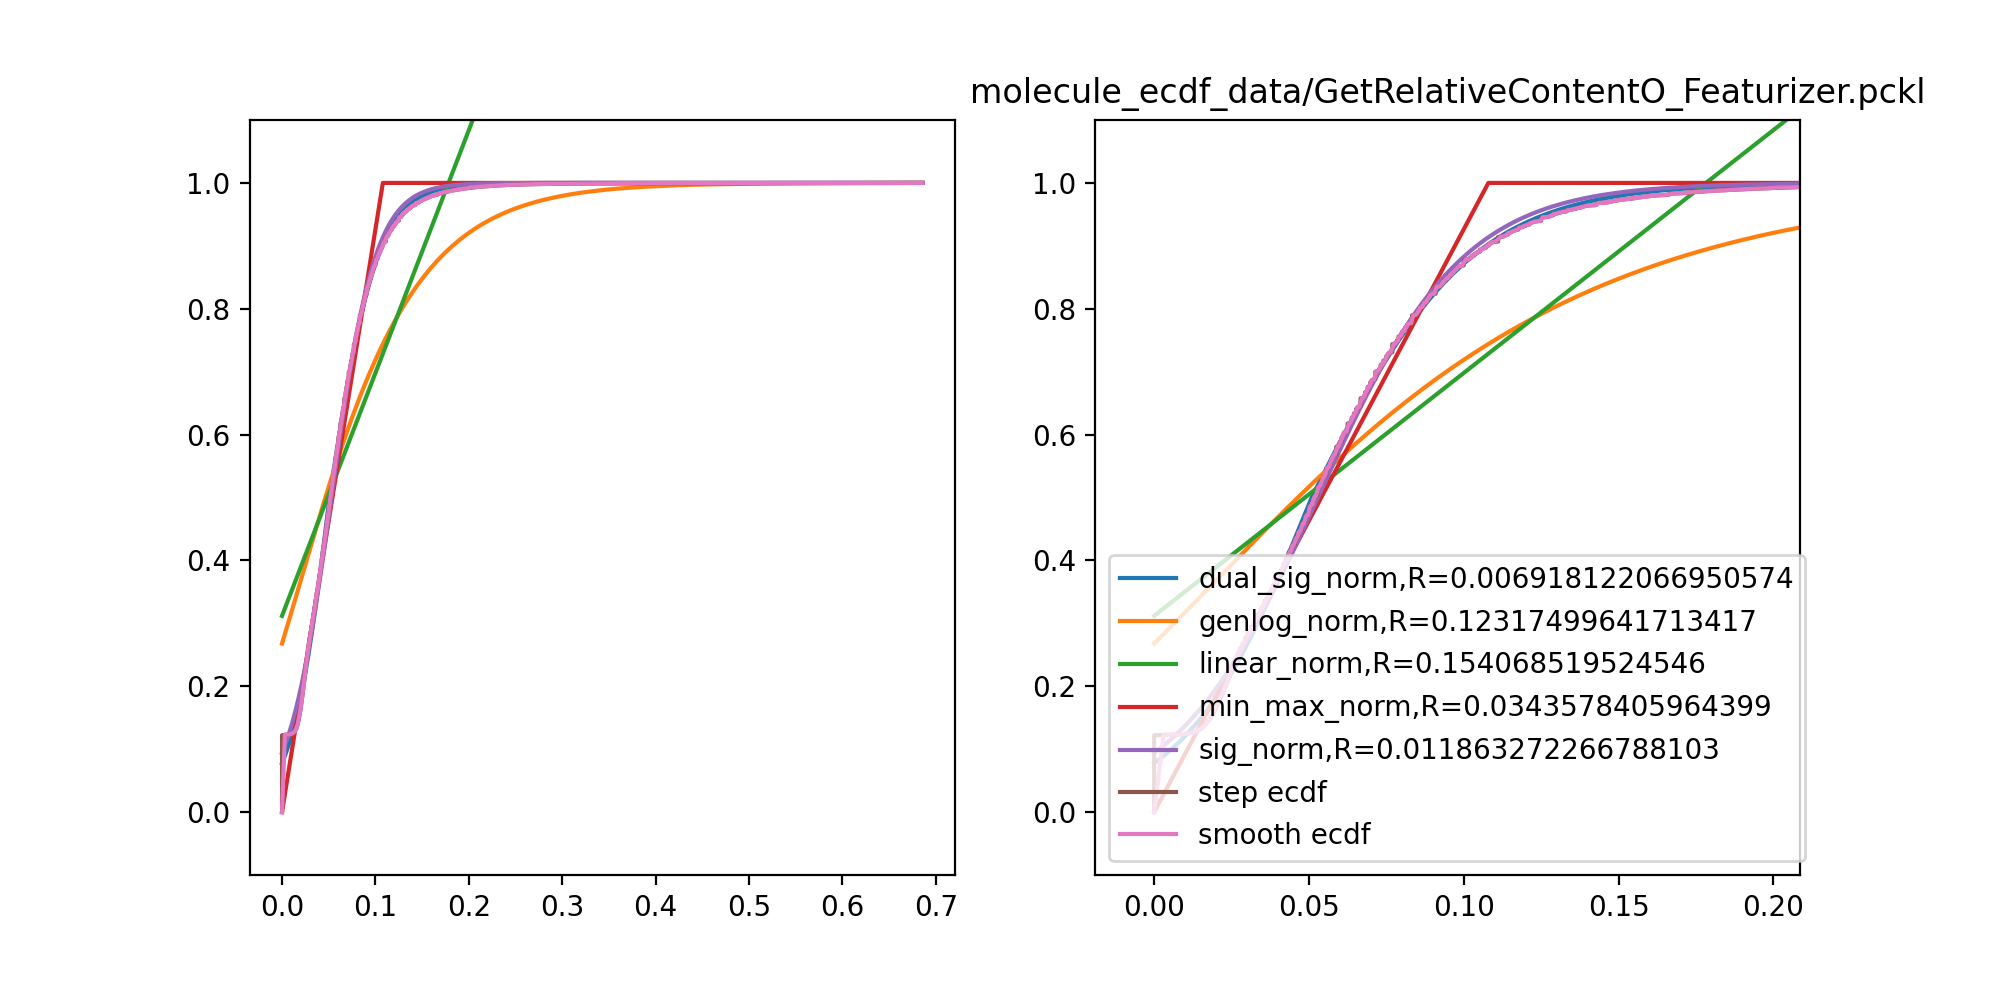 molecule_ecdf_data/GetRelativeContentO_Featurizer.pckl
1.0
0.8
0.6
0.4
0.2
0.0
0.0 0.1 0.2 0.3 0.4 0.5 0.6 0.7
1.0
0.8
0.6
0.4
0.2
0.0
dual_sig_norm,R=0.006918122066950574
genlog_norm,R=0.12317499641713417
linear_norm,R=0.154068519524546
min_max_norm,R=0.0343578405964399
sig_norm,R=0.011863272266788103
step ecdf
smooth ecdf
0.00 0.05 0.10 0.15 0.20